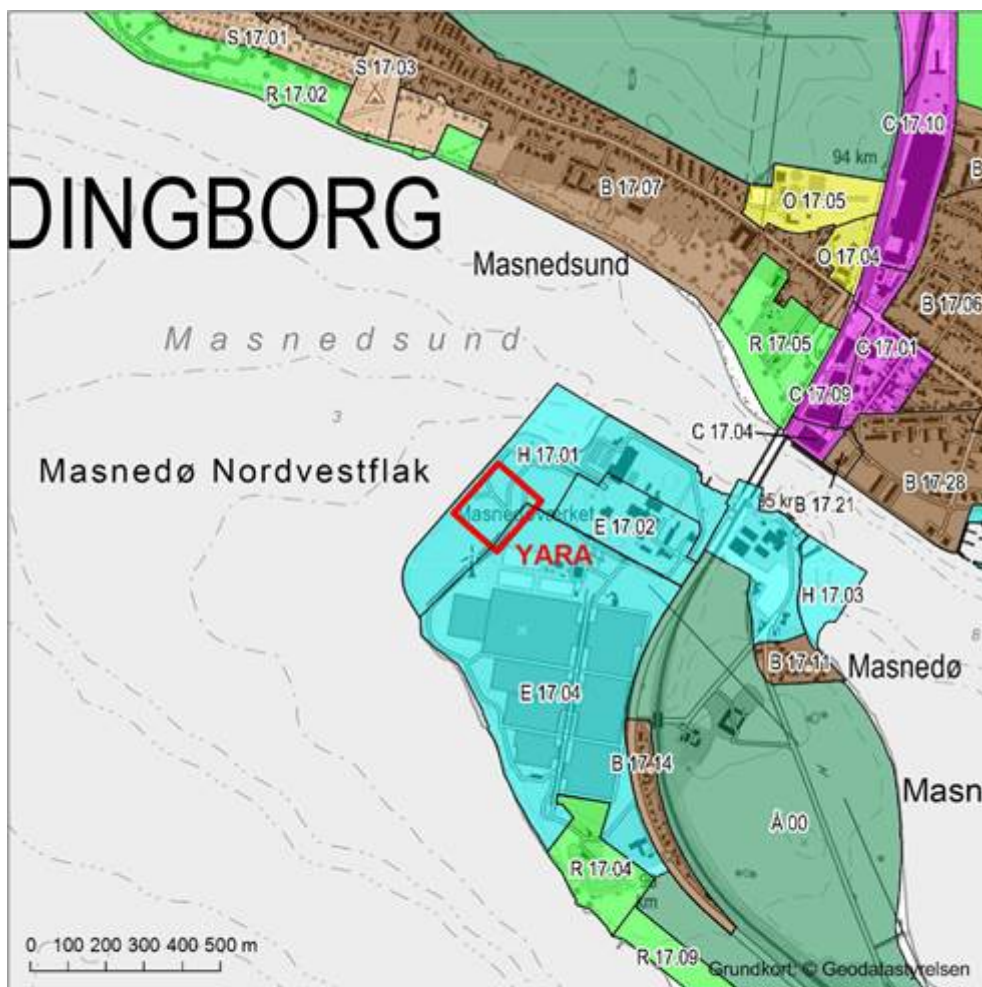 S 17.01
S 17.03
R 17.02
C 17.10
94 km
B 17.07
O 17.05
DINGBORG
O 17.04
Masnedsund
B 17.06
Masnedsund
R 17.05
C 17.01
C 17.09
3
C 17.04
H 17.01
Masnedø Nordvestflak
B 17.28
B 17.21
Masnedøværket
E 17.02
YARA
H 17.03
8
B 17.11
Masnedø
E 17.04
B 17.14
Masn
Å 00
R 17.04
km
0 100 200 300 400 500 m
R 17.09
Grundkort: © Geodatastyrelsen